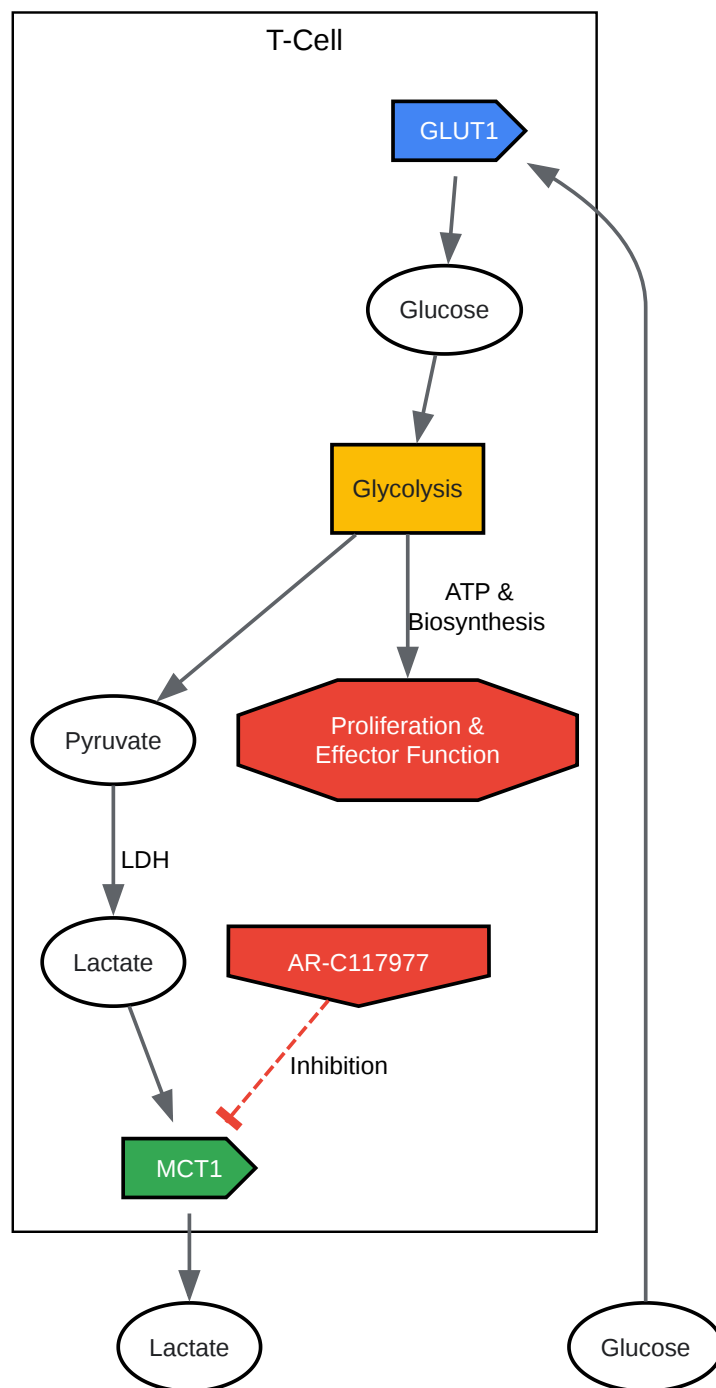 T-Cell
GLUT1
Glucose
Glycolysis
ATP &
Biosynthesis
Pyruvate
Proliferation &
Effector Function
LDH
Lactate
AR-C117977
Inhibition
MCT1
Lactate
Glucose